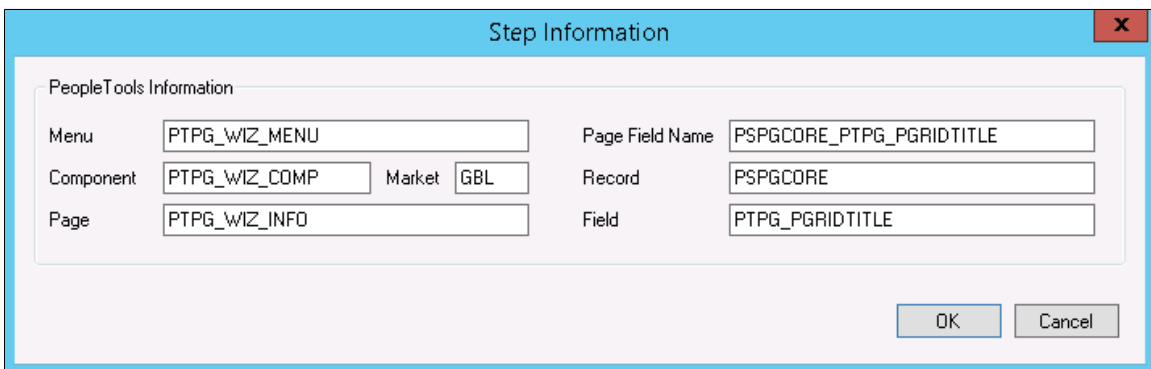 Step Information
x
PeopleTools Information
Menu PTPG_WIZ_MENU Page Field Name PSPGCORE_PTPG_PGRIDTITLE
Component PTPG_WIZ_COMP Market GBL Record PSPGCORE
Page PTPG_WIZ_INFO Field PTPG_PGRIDTITLE
OK Cancel